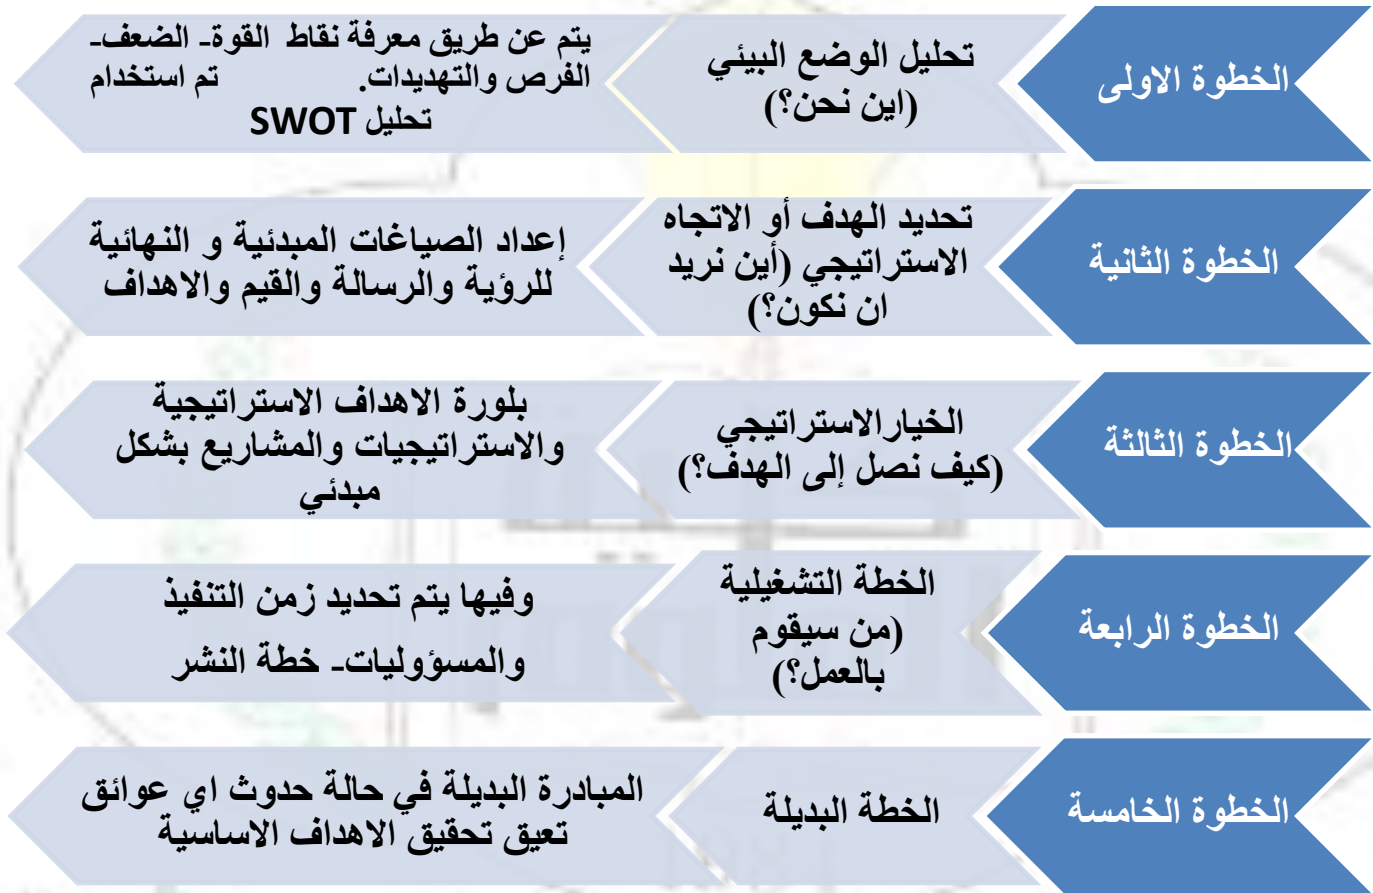 الخطوة الاولى
تحليل الوضع البيئي
(اين نحن؟)
يتم عن طريق معرفة نقاط القوة- الضعف-
الفرص والتهديدات. تم استخدام
تحليل SWOT
الخطوة الثانية
تحديد الهدف أو الاتجاه
الاستراتيجي (أين نريد
ان نكون؟)
إعداد الصياغات المبدئية و النهائية
للرؤية والرسالة والقيم والاهداف
الخطوة الثالثة
الخيارالاستراتيجي
(كيف نصل إلى الهدف؟)
بلورة الاهداف الاستراتيجية
والاستراتيجيات والمشاريع بشكل
مبدئي
الخطوة الرابعة
الخطة التشغيلية
(من سيقوم
بالعمل؟)
وفيها يتم تحديد زمن التنفيذ
والمسؤوليات- خطة النشر
الخطوة الخامسة
الخطة البديلة
المبادرة البديلة في حالة حدوث اي عوائق
تعيق تحقيق الاهداف الاساسية